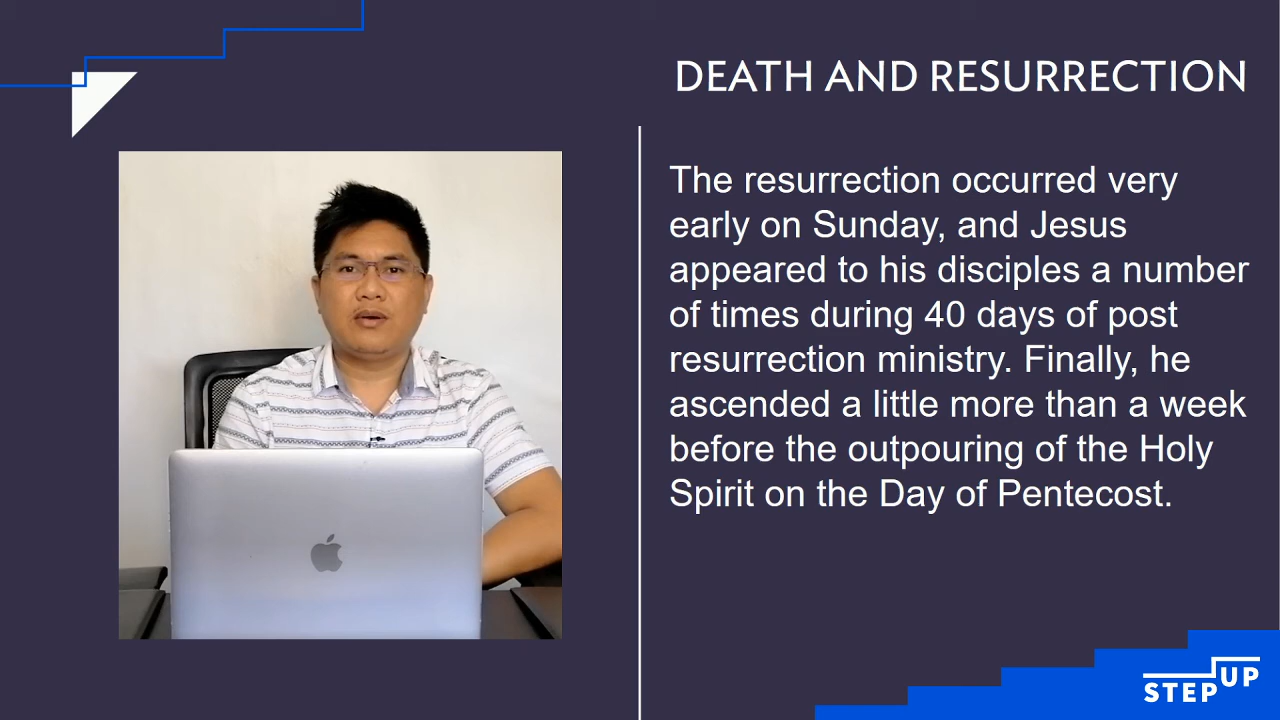 DEATH AND RESURRECTION
The resurrection occurred very
early on Sunday, and Jesus
appeared to his disciples a number
of times during 40 days of post
resurrection ministry. Finally, he
ascended a little more than a week
before the outpouring of the Holy
Spirit on the Day of Pentecost.
STEP UP